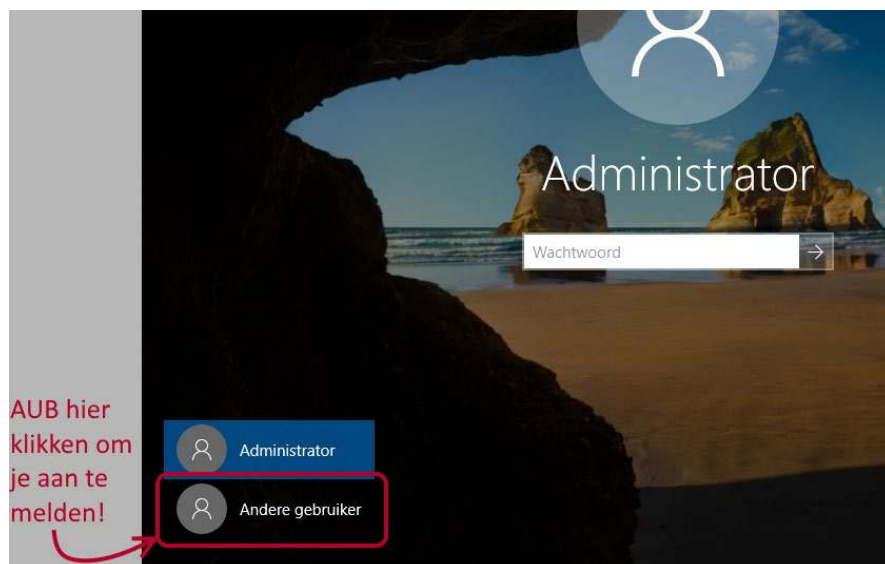 Administrator
Wachtwoord
AUB hier
klikken om
je aan te
melden!
Administrator
Andere gebruiker